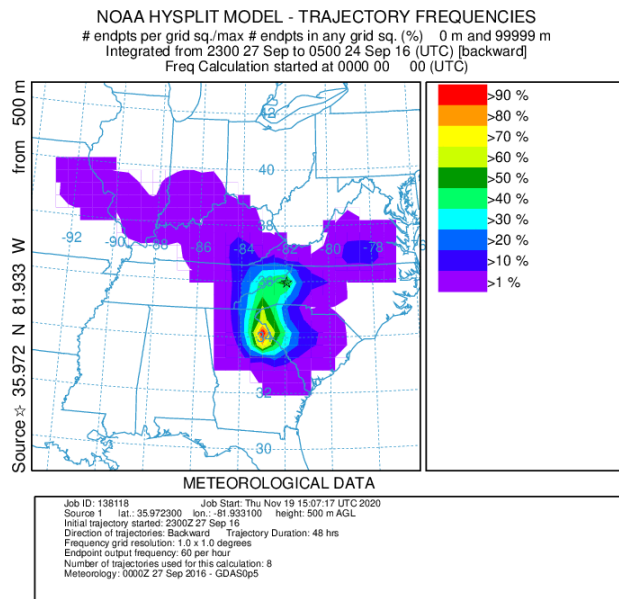 NOAA HYSPLIT MODEL - TRAJECTORY FREQUENCIES
# endpts per grid sq./max # endpts in any grid sq. (%) 0 m and 99999 m
Integrated from 2300 27 Sep to 0500 24 Sep 16 (UTC) [backward]
Freq Calculation started at 0000 00 00 (UTC)
Source ☆ 35.972 N 81.933 W from 500 m
42
40
38
-92 -90 -88 -86 -84 -82 -80 -78 -76
36
34
32
30
>90 %
>80 %
>70 %
>60 %
>50 %
>40 %
>30 %
>20 %
>10 %
>1 %
METEOROLOGICAL DATA
Job ID: 138118 Job Start: Thu Nov 19 15:07:17 UTC 2020
Source 1 lat.: 35.972300 lon.: -81.933100 height: 500 m AGL
Initial trajectory started: 2300Z 27 Sep 16
Direction of trajectories: Backward Trajectory Duration: 48 hrs
Frequency grid resolution: 1.0 x 1.0 degrees
Endpoint output frequency: 60 per hour
Number of trajectories used for this calculation: 8
Meteorology: 0000Z 27 Sep 2016 - GDAS0p5